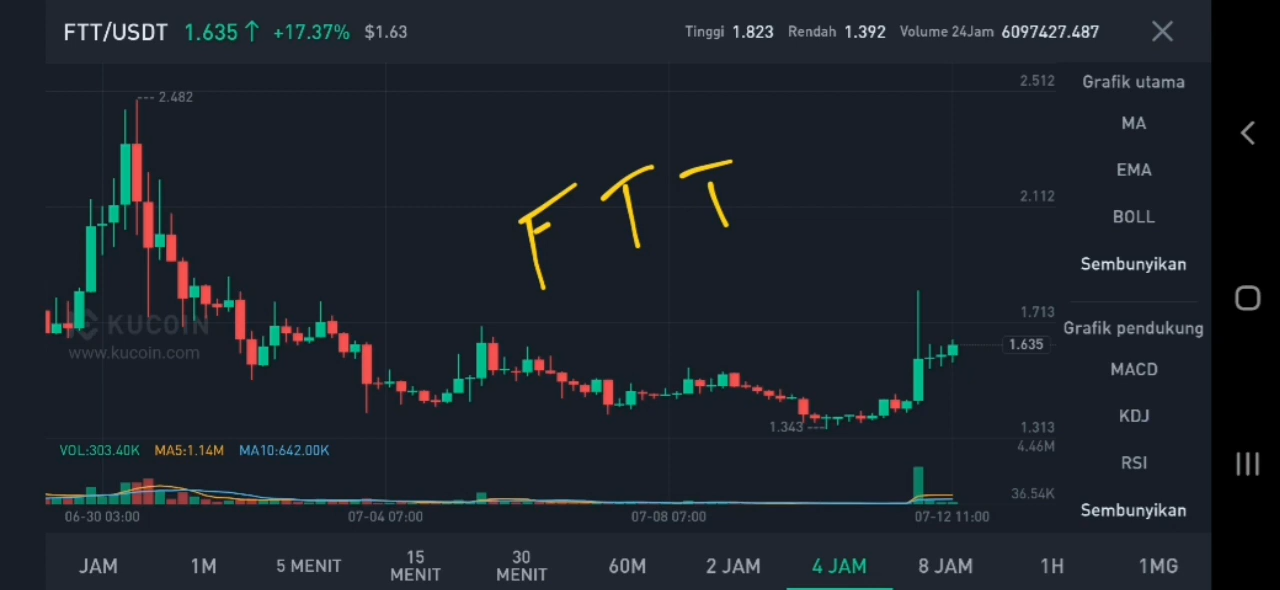 FTT/USDT 1.635↑ +17.37% $1.63 Tinggi 1.823 Rendah 1.392 Volume 24Jam 6097427.487
2.512
Grafik utama
2.482
MA
EMA
2.112
BOLL
FTT
Sembunyikan
1.713
KUCOIN
Grafik pendukung
1.635
www.kucoin.com
MACD
KDJ
1.343
1.313
VOL:303.40K MA5:1.14M MA10:642.00K
4.46M
RSI
36.54K
Sembunyikan
06-30 03:00 07-04 07:00 07-08 07:00 07-12 11:00
JAM 1M 5 MENIT 15 MENIT 30 MENIT 60M 2 JAM 4 JAM 8 JAM 1H 1MG